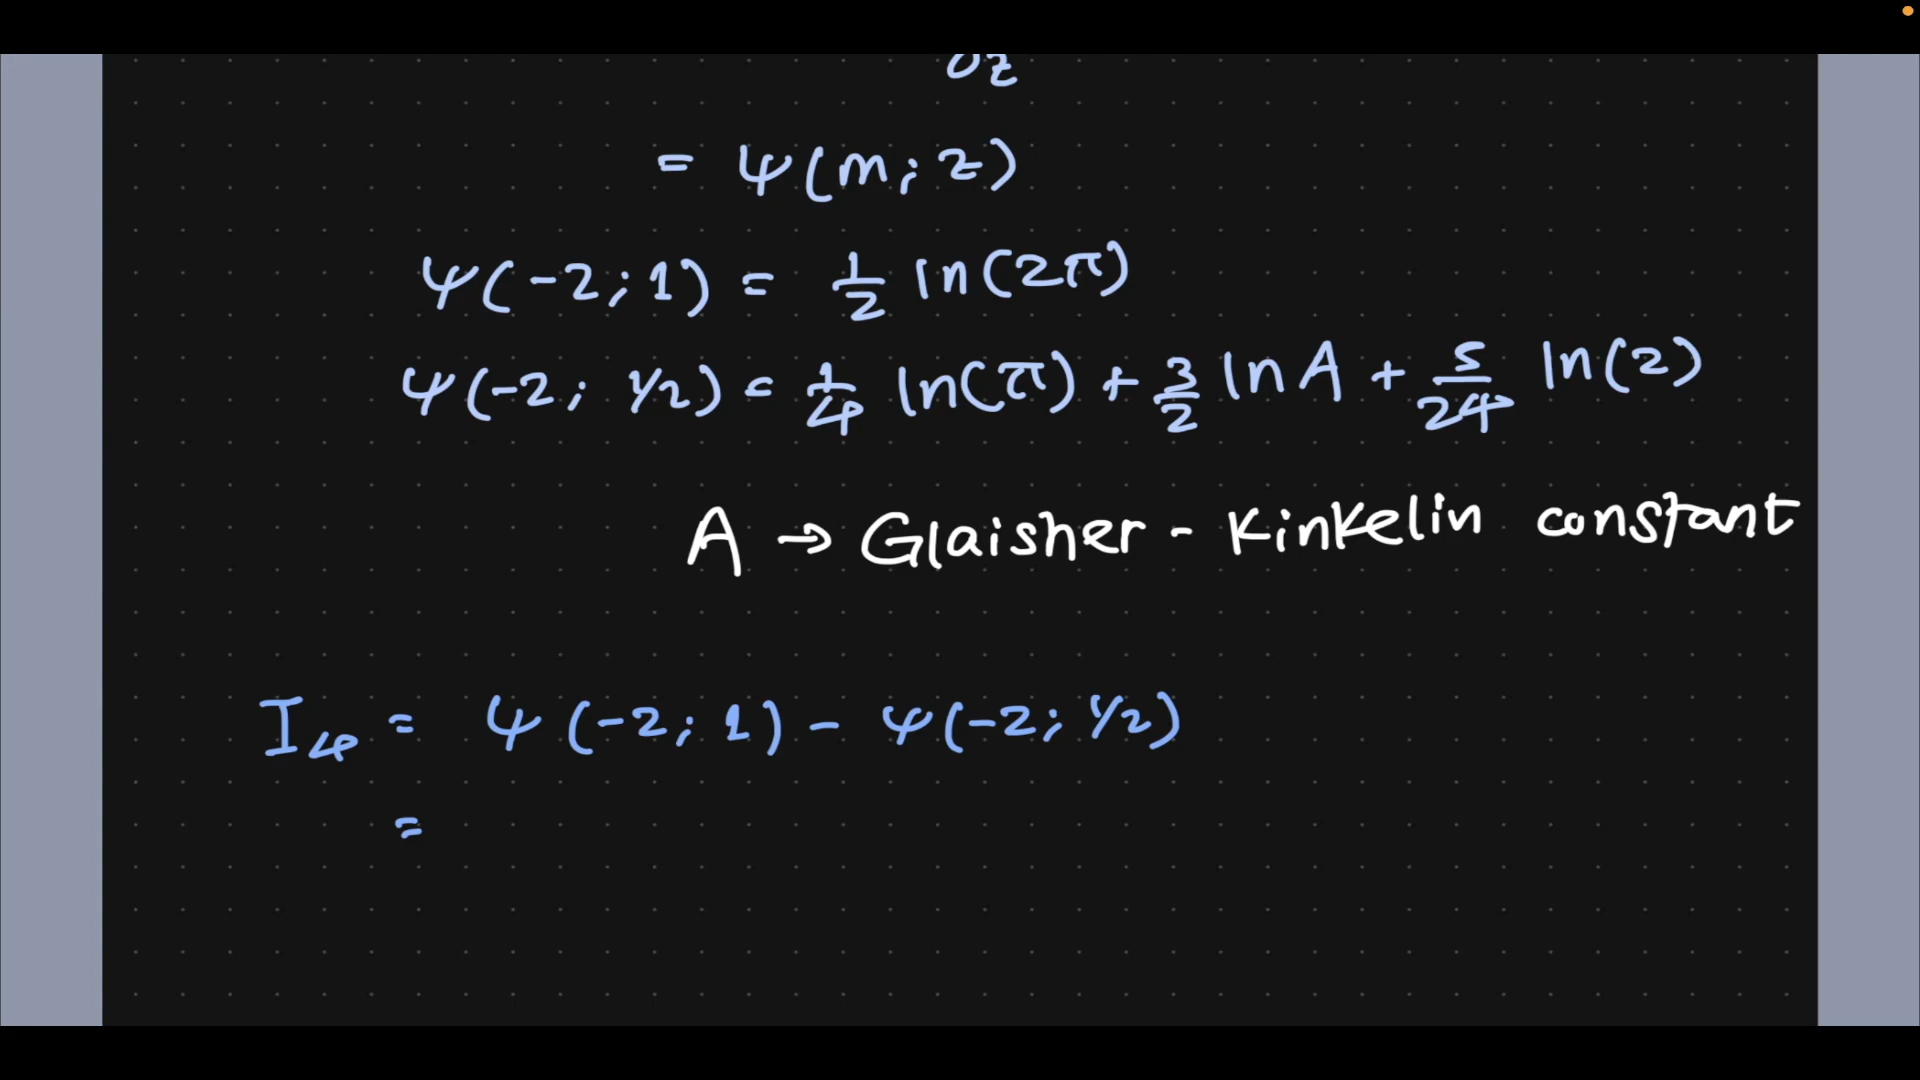 ∂z
= ψ(m; z)
ψ(-2; 1) = 1/2 ln(2π)
ψ(-2; 1/2) = 1/4 ln(π) + 3/2 ln A + 5/24 ln(2)
A → Glaisher - Kinkelin constant
I₄ = ψ(-2; 1) - ψ(-2; 1/2)
=